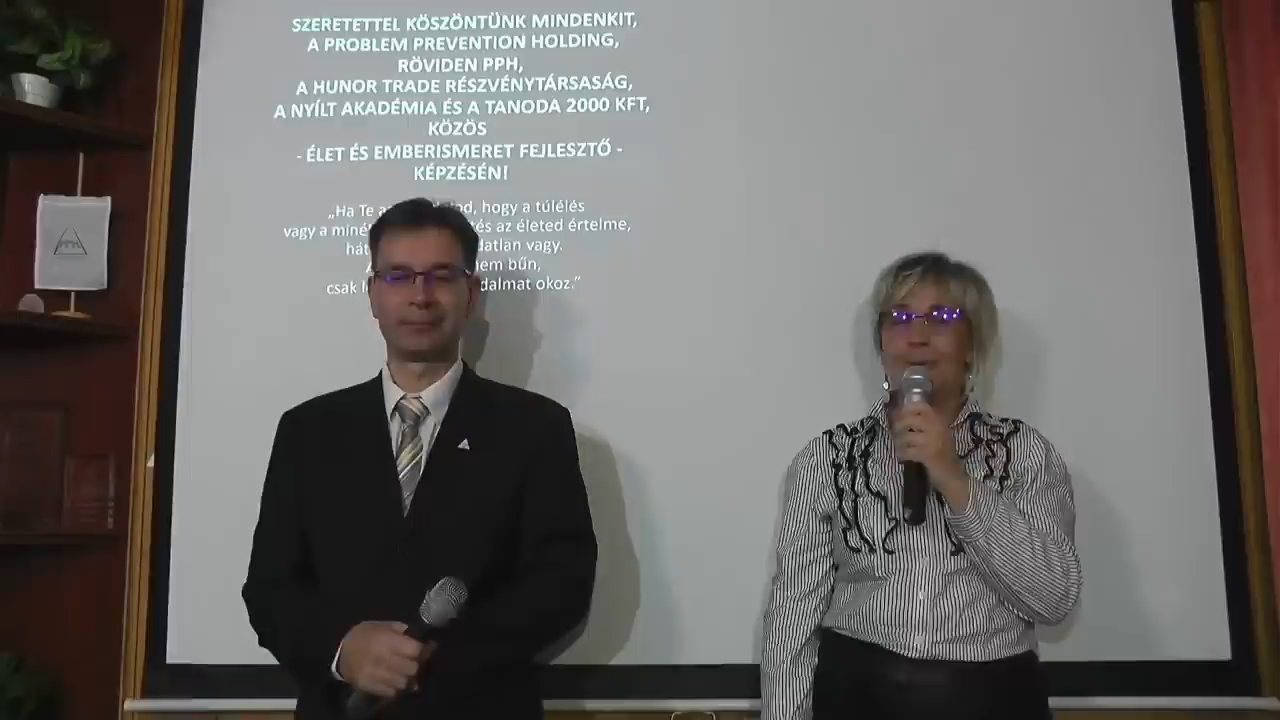 SZERETETTEL KÖSZÖNTÜNK MINDENKIT,
A PROBLEM PREVENTION HOLDING,
RÖVIDEN PPH,
A HUNOR TRADE RÉSZVÉNYTÁRSASÁG,
A NYÍLT AKADÉMIA ÉS A TANODA 2000 KFT,
KÖZÖS
- ÉLET ÉS EMBERISMERET FEJLESZTŐ -
KÉPZÉSÉN!
„Ha Te hogy a túlélés
vagy a az életed értelme,
vagy.
nem bűn,
csak okoz.”